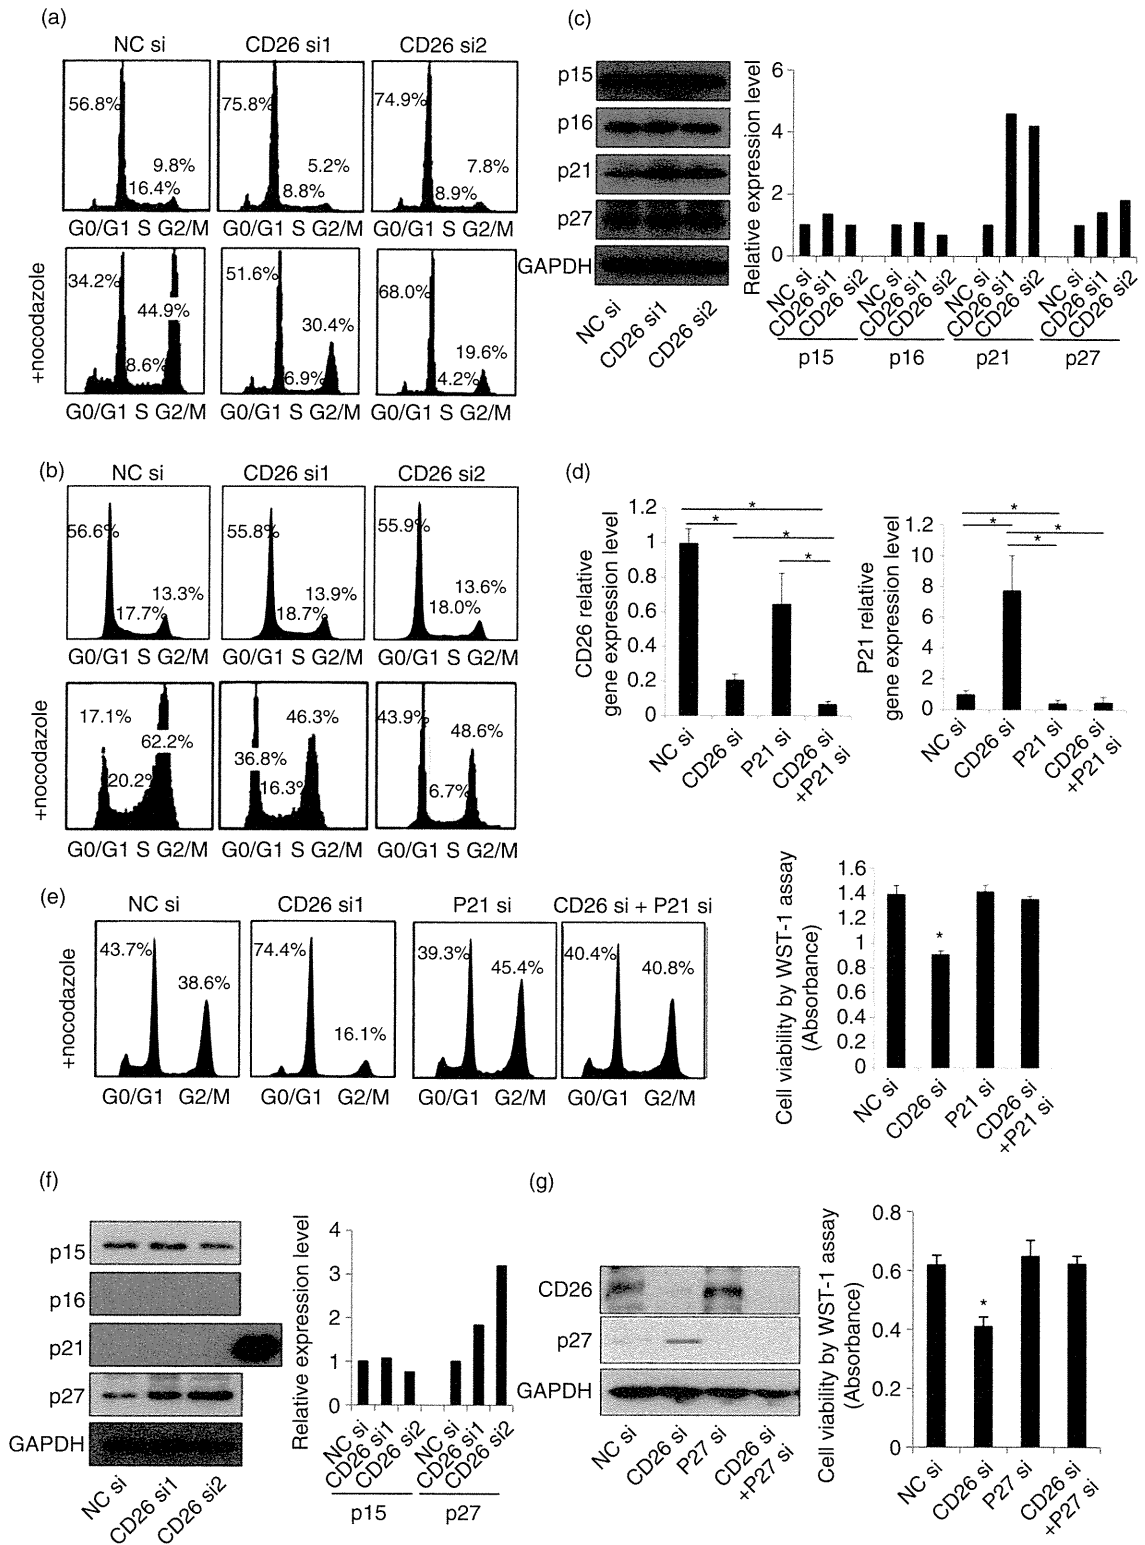 (a)
NC si
CD26 si1
CD26 si2
56.8%
9.8%
16.4%
75.8%
5.2%
8.8%
74.9%
7.8%
8.9%
G0/G1 S G2/M
G0/G1 S G2/M
G0/G1 S G2/M
+nocodazole
34.2%
44.9%
8.6%
51.6%
30.4%
6.9%
68.0%
19.6%
4.2%
G0/G1 S G2/M
G0/G1 S G2/M
G0/G1 S G2/M
(b)
NC si
CD26 si1
CD26 si2
56.6%
13.3%
17.7%
55.8%
13.9%
18.7%
55.9%
13.6%
18.0%
G0/G1 S G2/M
G0/G1 S G2/M
G0/G1 S G2/M
+nocodazole
17.1%
62.2%
20.2%
46.3%
36.8%
16.3%
43.9%
48.6%
6.7%
G0/G1 S G2/M
G0/G1 S G2/M
G0/G1 S G2/M
(c)
p15
p16
p21
p27
GAPDH
NC si
CD26 si1
CD26 si2
Relative expression level
6
4
2
0
NC si
CD26 si1
CD26 si2
NC si
CD26 si1
CD26 si2
NC si
CD26 si1
CD26 si2
NC si
CD26 si1
CD26 si2
p15
p16
p21
p27
(d)
CD26 relative
gene expression level
1.2
1
0.8
0.6
0.4
0.2
0
*
*
*
*
NC si
CD26 si
P21 si
CD26 si
+P21 si
P21 relative
gene expression level
12
10
8
6
4
2
0
*
*
*
*
NC si
CD26 si
P21 si
CD26 si
+P21 si
(e)
NC si
CD26 si1
P21 si
CD26 si + P21 si
+nocodazole
43.7%
38.6%
74.4%
16.1%
39.3%
45.4%
40.4%
40.8%
G0/G1 G2/M
G0/G1 G2/M
G0/G1 G2/M
G0/G1 G2/M
Cell viability by WST-1 assay
(Absorbance)
1.6
1.4
1.2
1
0.8
0.6
0.4
0.2
0
*
NC si
CD26 si
P21 si
CD26 si
+P21 si
(f)
p15
p16
p21
p27
GAPDH
NC si
CD26 si1
CD26 si2
Relative expression level
4
3
2
1
0
NC si
CD26 si1
CD26 si2
NC si
CD26 si1
CD26 si2
p15
p27
(g)
CD26
p27
GAPDH
NC si
CD26 si
P27 si
CD26 si
+P27 si
Cell viability by WST-1 assay
(Absorbance)
0.8
0.6
0.4
0.2
0
*
NC si
CD26 si
P27 si
CD26 si
+P27 si